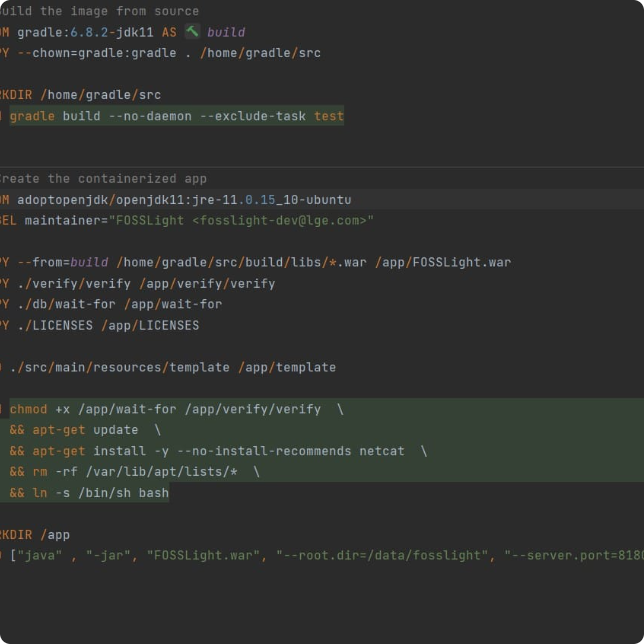 uild the image from source
OM gradle:6.8.2-jdk11 AS build
PY --chown=gradle:gradle . /home/gradle/src
RKDIR /home/gradle/src
gradle build --no-daemon --exclude-task test
reate the containerized app
OM adoptopenjdk/openjdk11:jre-11.0.15_10-ubuntu
BEL maintainer="FOSSLight <fosslight-dev@lge.com>"
PY --from=build /home/gradle/src/build/libs/*.war /app/FOSSLight.war
PY ./verify/verify /app/verify/verify
PY ./db/wait-for /app/wait-for
PY ./LICENSES /app/LICENSES
./src/main/resources/template /app/template
chmod +x /app/wait-for /app/verify/verify \
&& apt-get update \
&& apt-get install -y --no-install-recommends netcat \
&& rm -rf /var/lib/apt/lists/* \
&& ln -s /bin/sh bash
RKDIR /app
["java" , "-jar", "FOSSLight.war", "--root.dir=/data/fosslight", "--server.port=8180